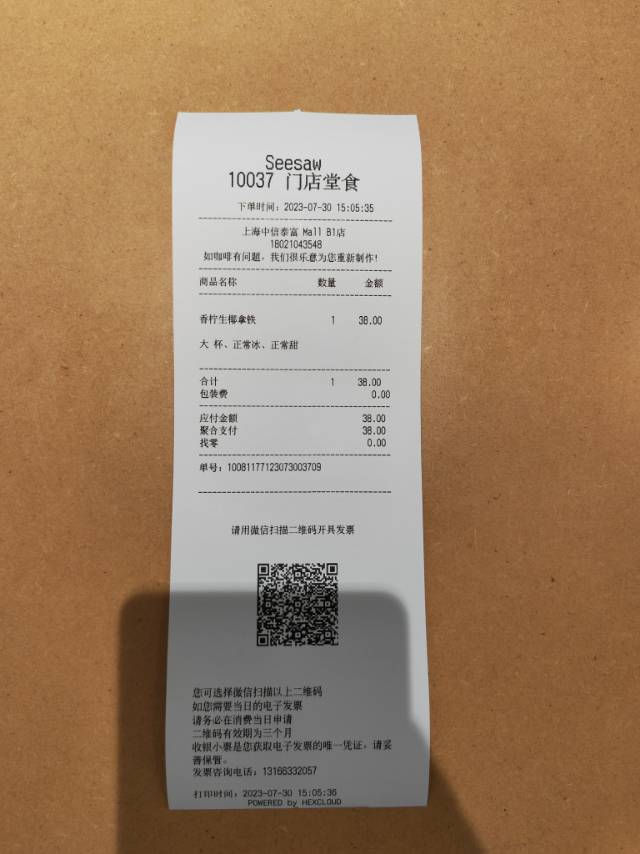 Seesaw
10037 门店堂食
下单时间：2023-07-30 15:05:35
上海中信泰富 Mall B1店
18021043548
如咖啡有问题，我们很乐意为您重新制作！
商品名称 数量 金额
香柠生椰拿铁 1 38.00
大 杯、正常冰、正常甜
合计 1 38.00
包装费 0.00
应付金额 38.00
聚合支付 38.00
找零 0.00
单号：10081177123073003709
请用微信扫描二维码开具发票
您可选择微信扫描以上二维码
如您需要当日的电子发票
请务必在消费当日申请
二维码有效期为三个月
收银小票是您获取电子发票的唯一凭证，请妥
善保管。
发票咨询电话：13166332057
打印时间：2023-07-30 15:05:36
POWERED by HEXCLOUD